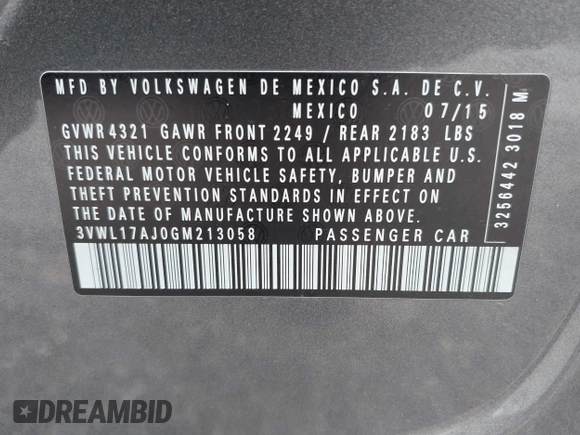 MFD BY VOLKSWAGEN DE MEXICO S.A. DE C.V.
MEXICO 07/15
GVWR 4321 GAWR FRONT 2249 / REAR 2183 LBS
THIS VEHICLE CONFORMS TO ALL APPLICABLE U.S.
FEDERAL MOTOR VEHICLE SAFETY, BUMPER AND
THEFT PREVENTION STANDARDS IN EFFECT ON
THE DATE OF MANUFACTURE SHOWN ABOVE.
3VWL17AJ0GM213058 PASSENGER CAR
3256442 3018 M
DREAMBID